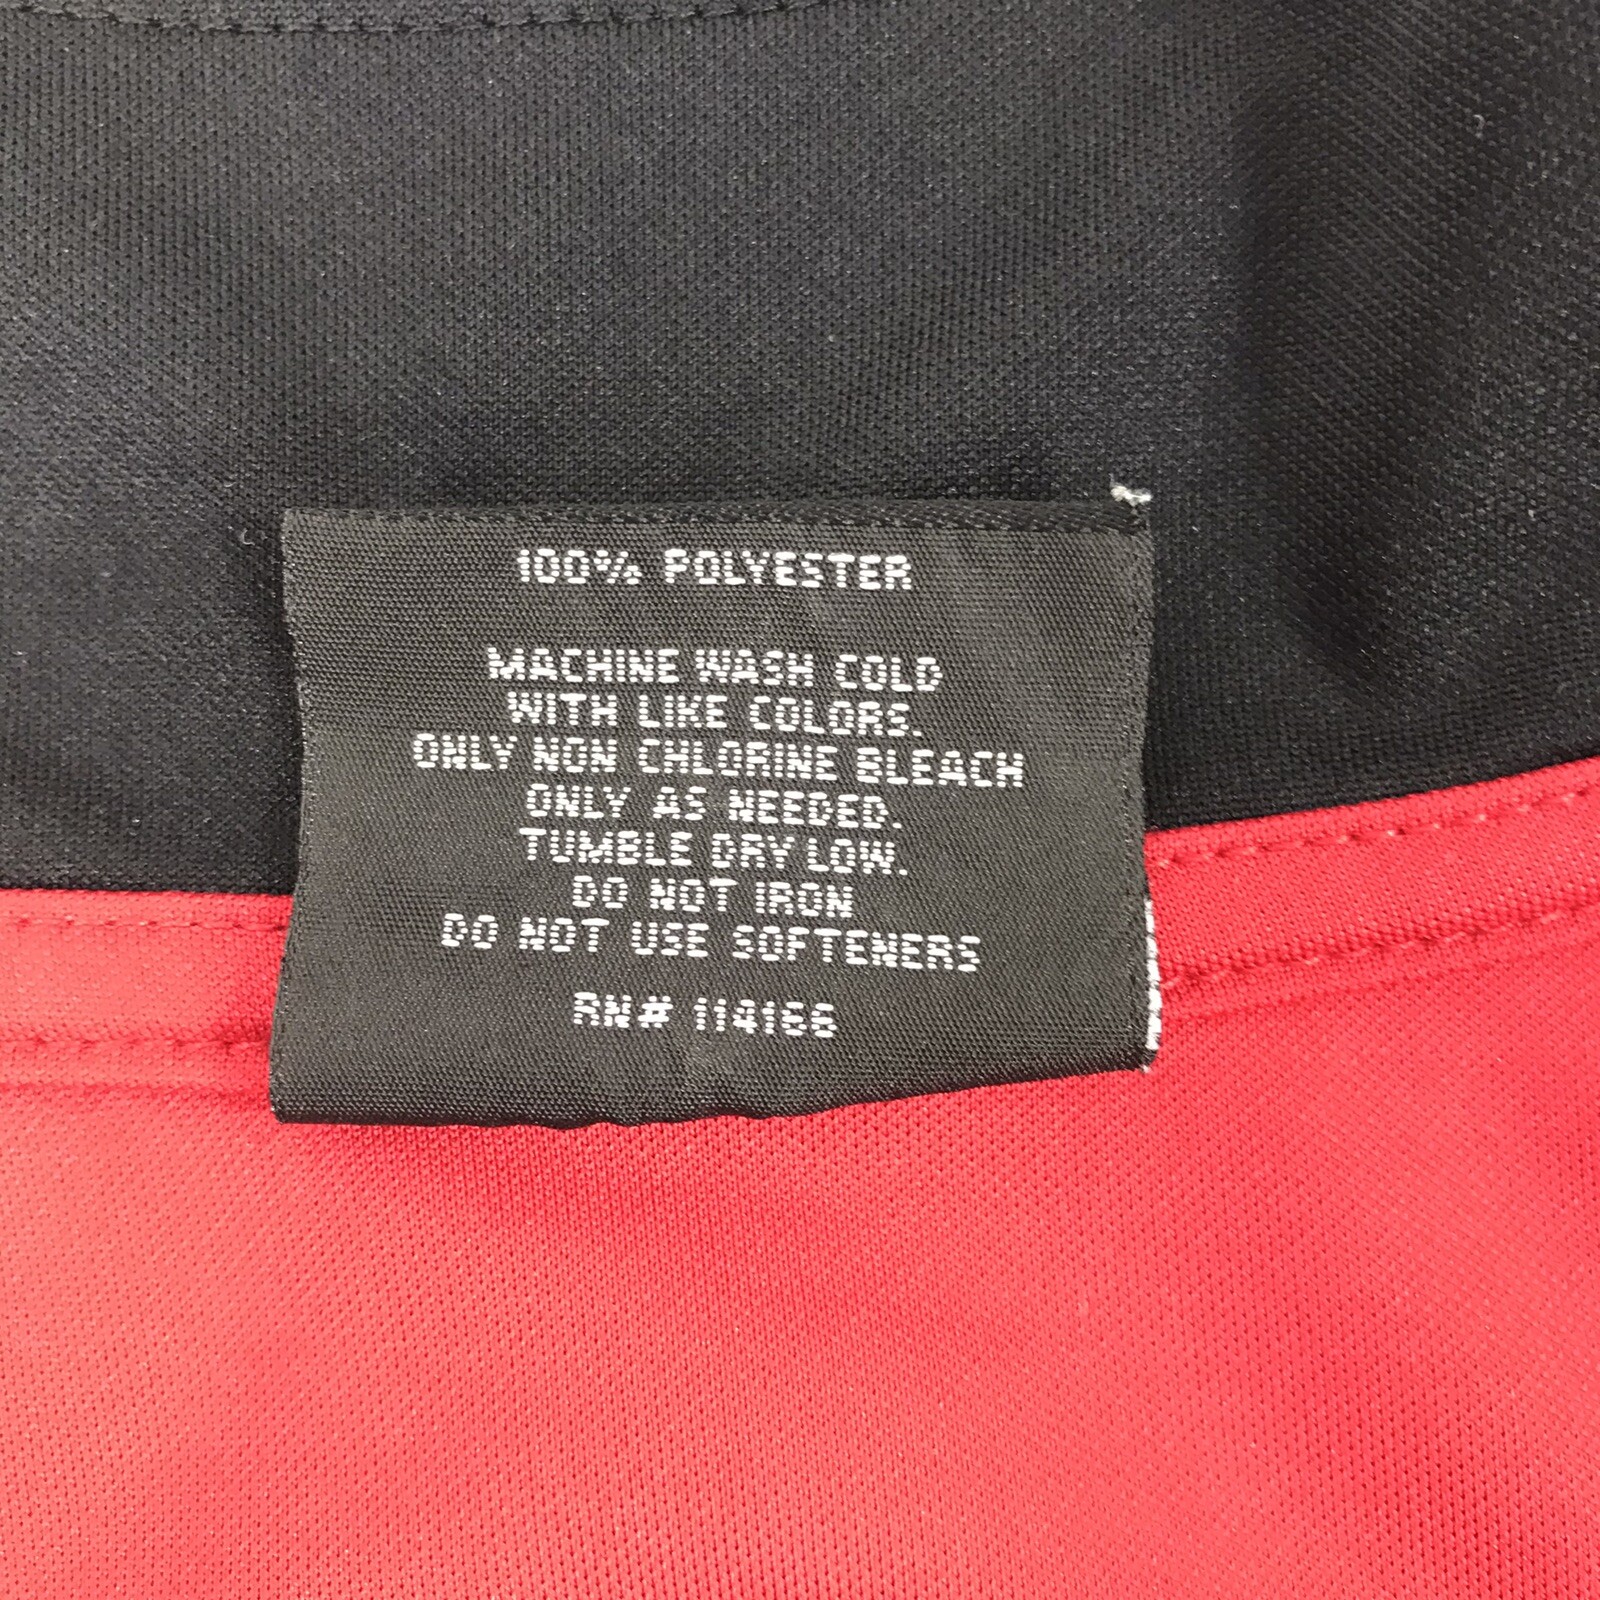 100% POLYESTER
MACHINE WASH COLD
WITH LIKE COLORS.
ONLY NON CHLORINE BLEACH
ONLY AS NEEDED.
TUMBLE DRY LOW.
DO NOT IRON
DO NOT USE SOFTENERS
RN# 114166